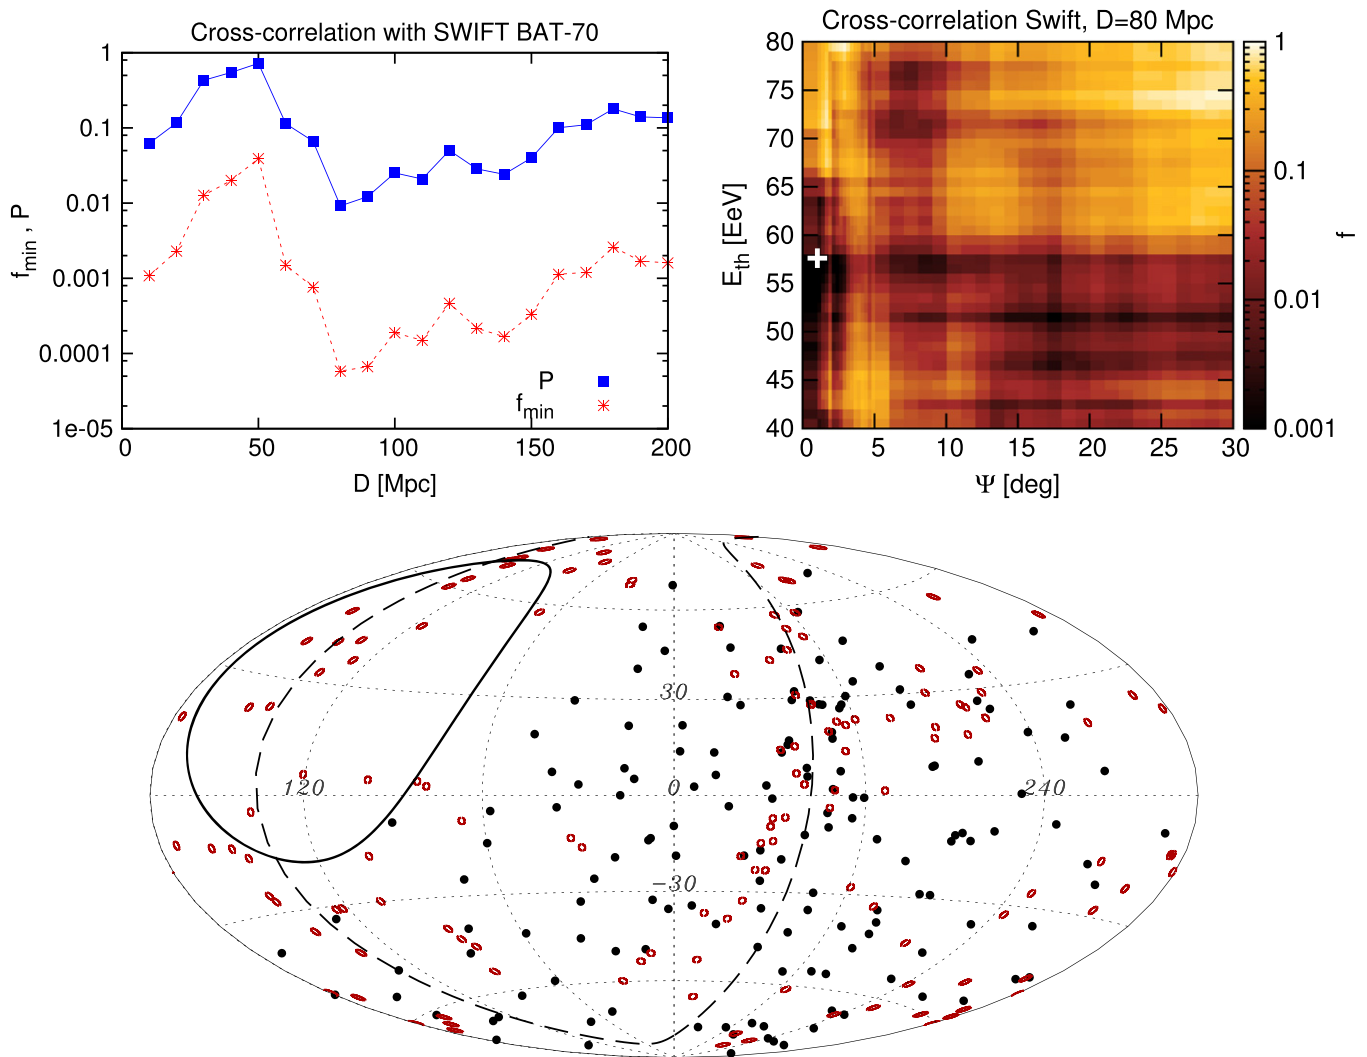 Cross-correlation with SWIFT BAT-70
1
0.1
0.01
0.001
0.0001
1e-05
f_min , P
P
f_min
0 50 100 150 200
D [Mpc]
Cross-correlation Swift, D=80 Mpc
80
75
70
65
60
55
50
45
40
E_th [EeV]
0 5 10 15 20 25 30
Ψ [deg]
1
0.1
0.01
0.001
f
30
120 0 240
−30